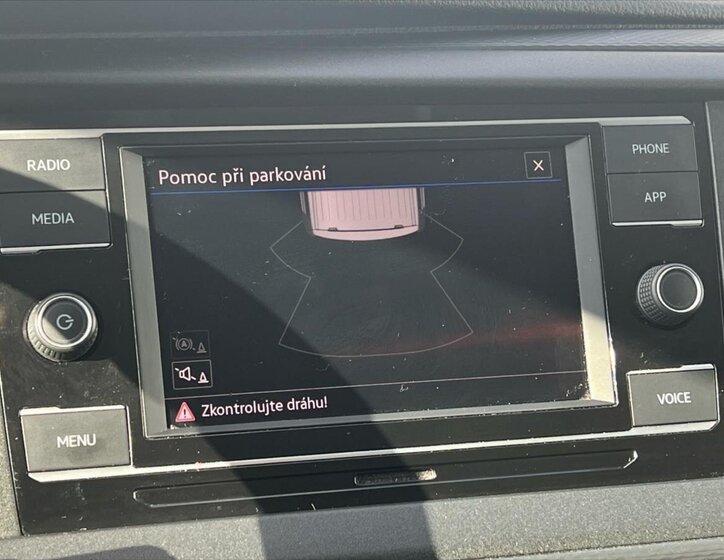 RADIO
MEDIA
MENU
Pomoc při parkování
X
Zkontrolujte dráhu!
PHONE
APP
VOICE